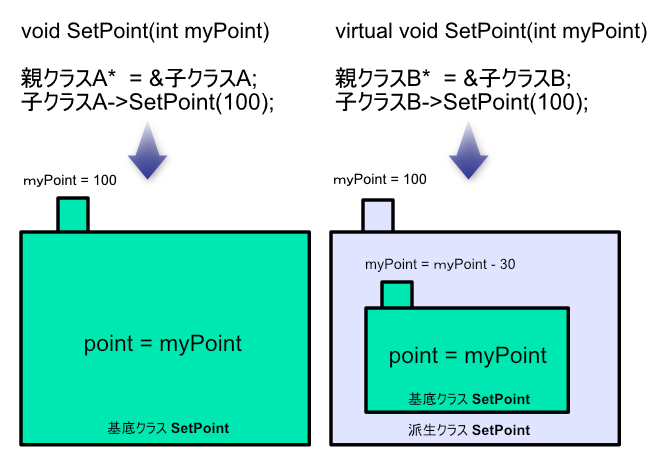 void SetPoint(int myPoint)
親クラスA* = &子クラスA;
子クラスA->SetPoint(100);
myPoint = 100
point = myPoint
基底クラス SetPoint
virtual void SetPoint(int myPoint)
親クラスB* = &子クラスB;
子クラスB->SetPoint(100);
myPoint = 100
myPoint = myPoint - 30
point = myPoint
基底クラス SetPoint
派生クラス SetPoint